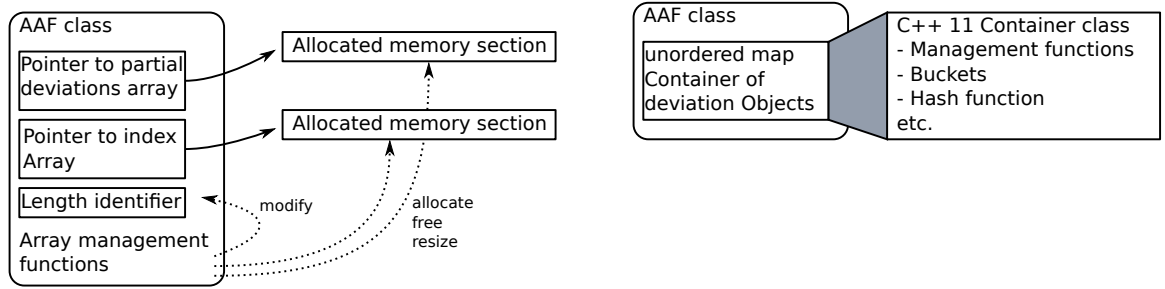 AAF class
Pointer to partial
deviations array
Pointer to index
Array
Length identifier
Array management
functions
Allocated memory section
Allocated memory section
modify
allocate
free
resize
AAF class
unordered map
Container of
deviation Objects
C++ 11 Container class
- Management functions
- Buckets
- Hash function
etc.